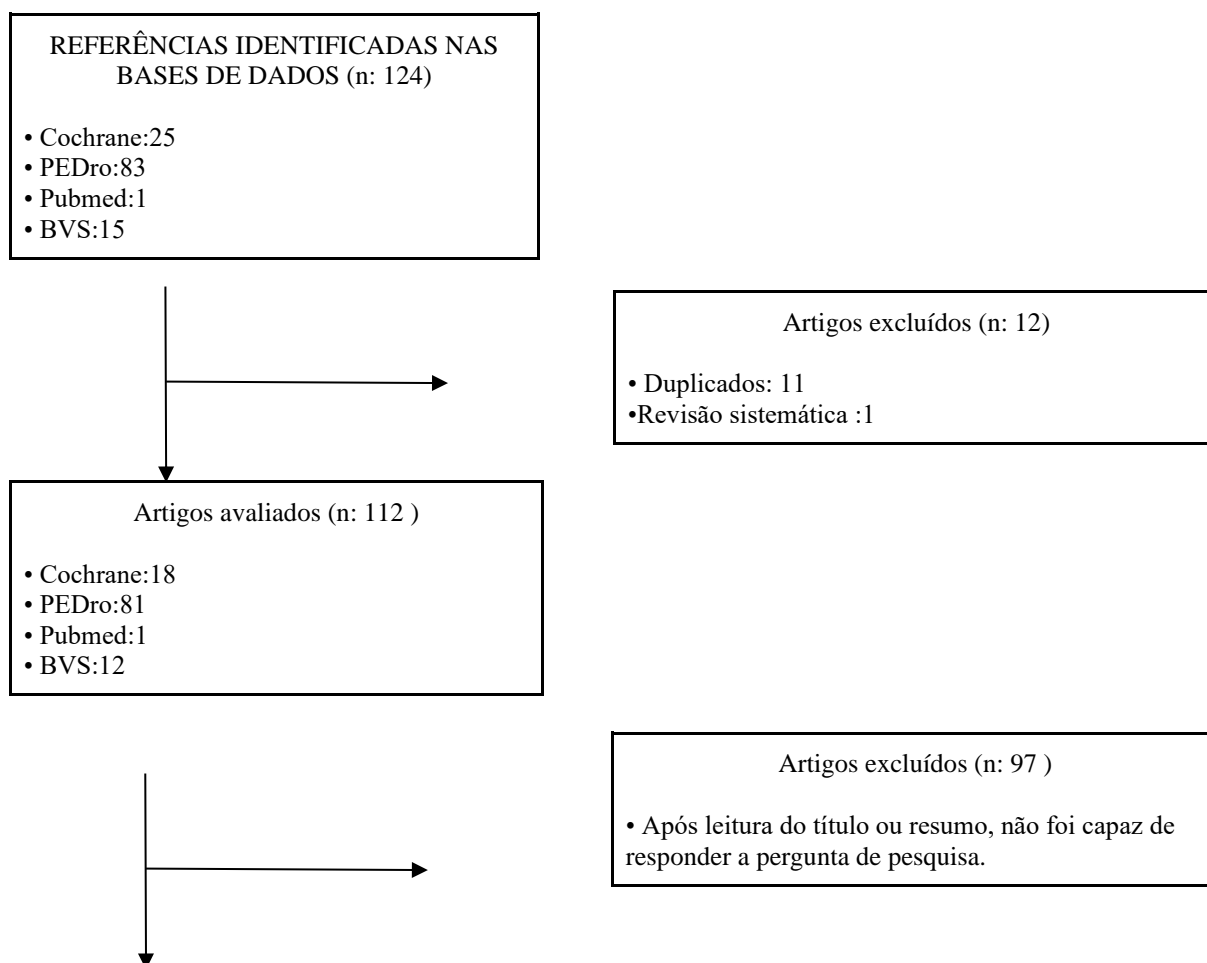 REFERÊNCIAS IDENTIFICADAS NAS
BASES DE DADOS (n: 124)
• Cochrane:25
• PEDro:83
• Pubmed:1
• BVS:15
Artigos excluídos (n: 12)
• Duplicados: 11
•Revisão sistemática :1
Artigos avaliados (n: 112 )
• Cochrane:18
• PEDro:81
• Pubmed:1
• BVS:12
Artigos excluídos (n: 97 )
• Após leitura do título ou resumo, não foi capaz de
responder a pergunta de pesquisa.